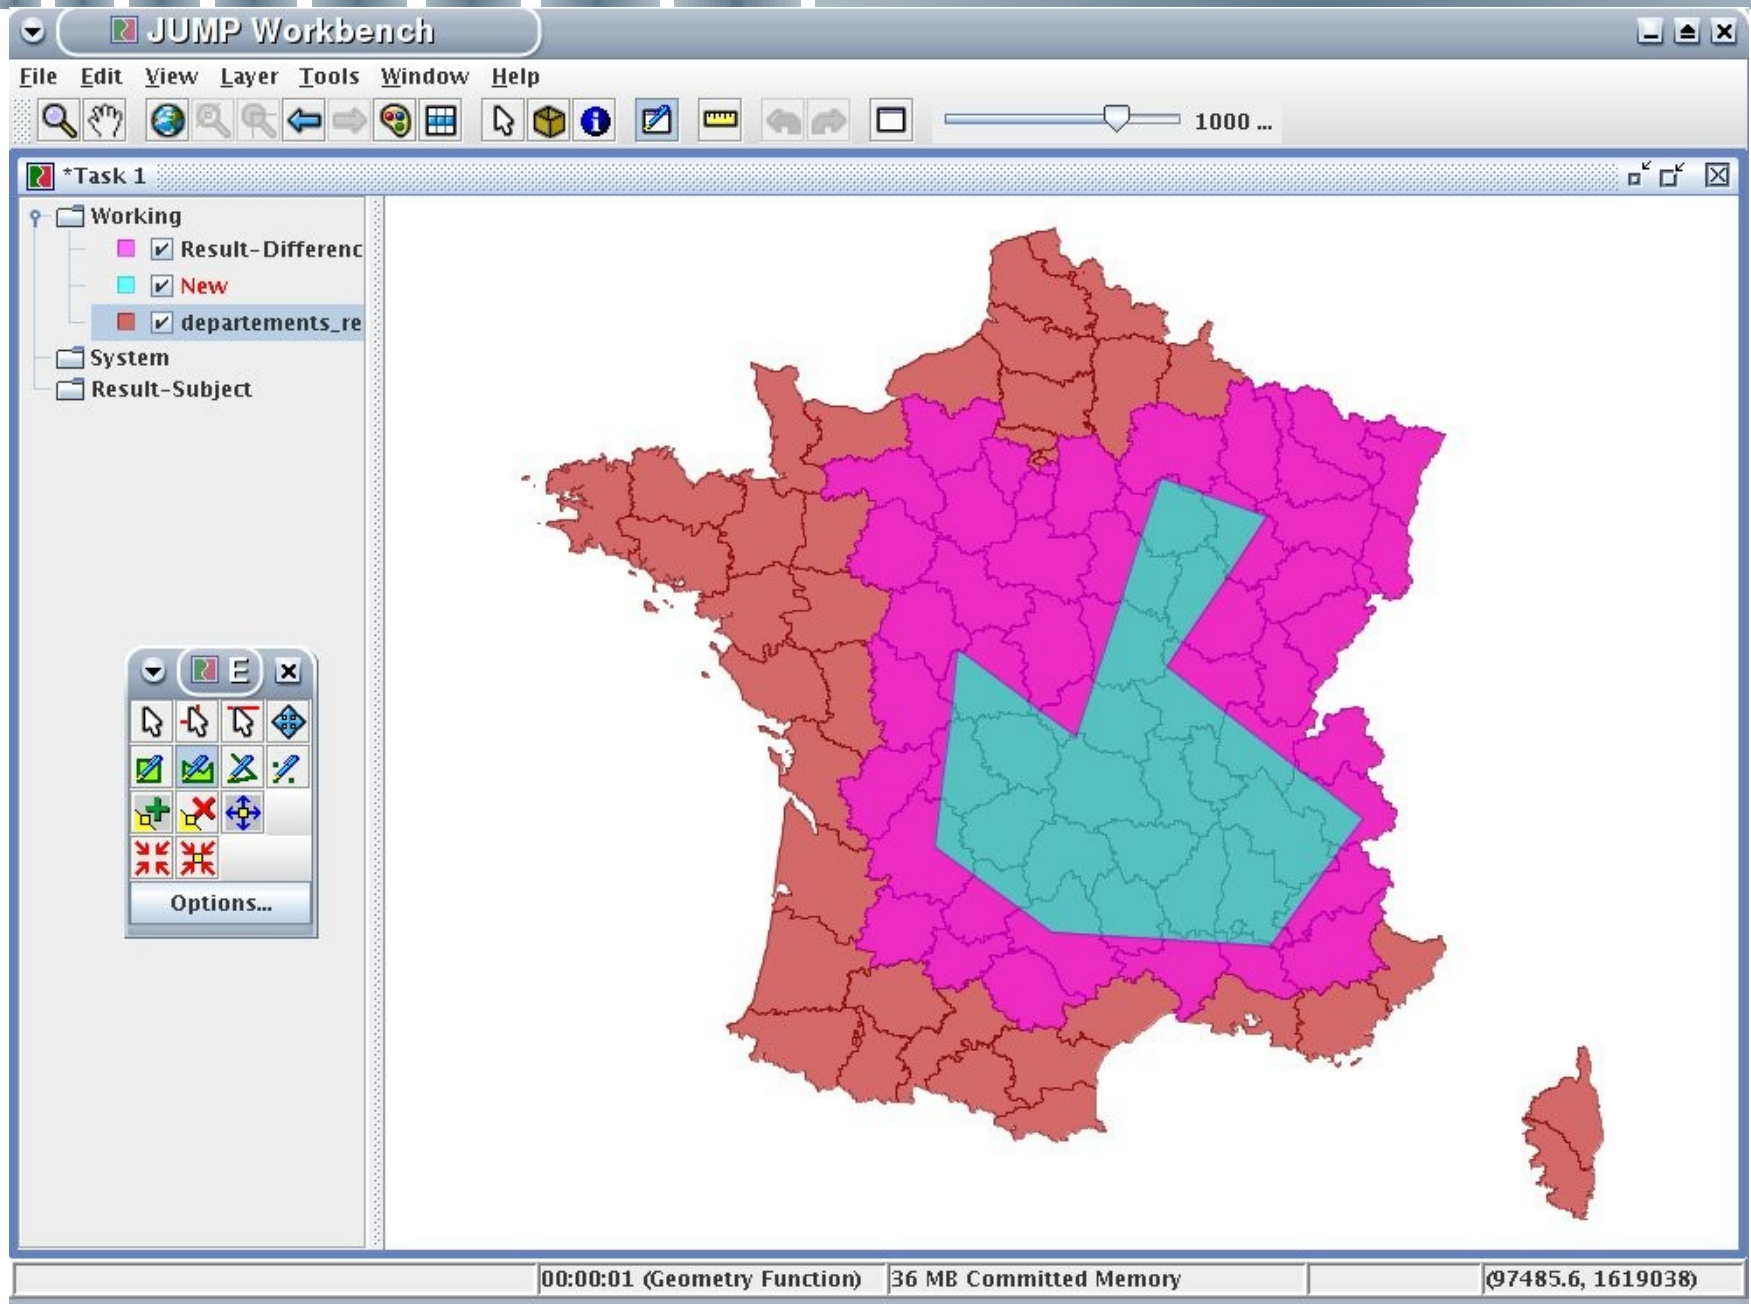 JUMP Workbench
File Edit View Layer Tools Window Help
1000 ...
*Task 1
Working
Result-Differenc
New
departements_re
System
Result-Subject
E
Options...
00:00:01 (Geometry Function) 36 MB Committed Memory (97485.6, 1619038)